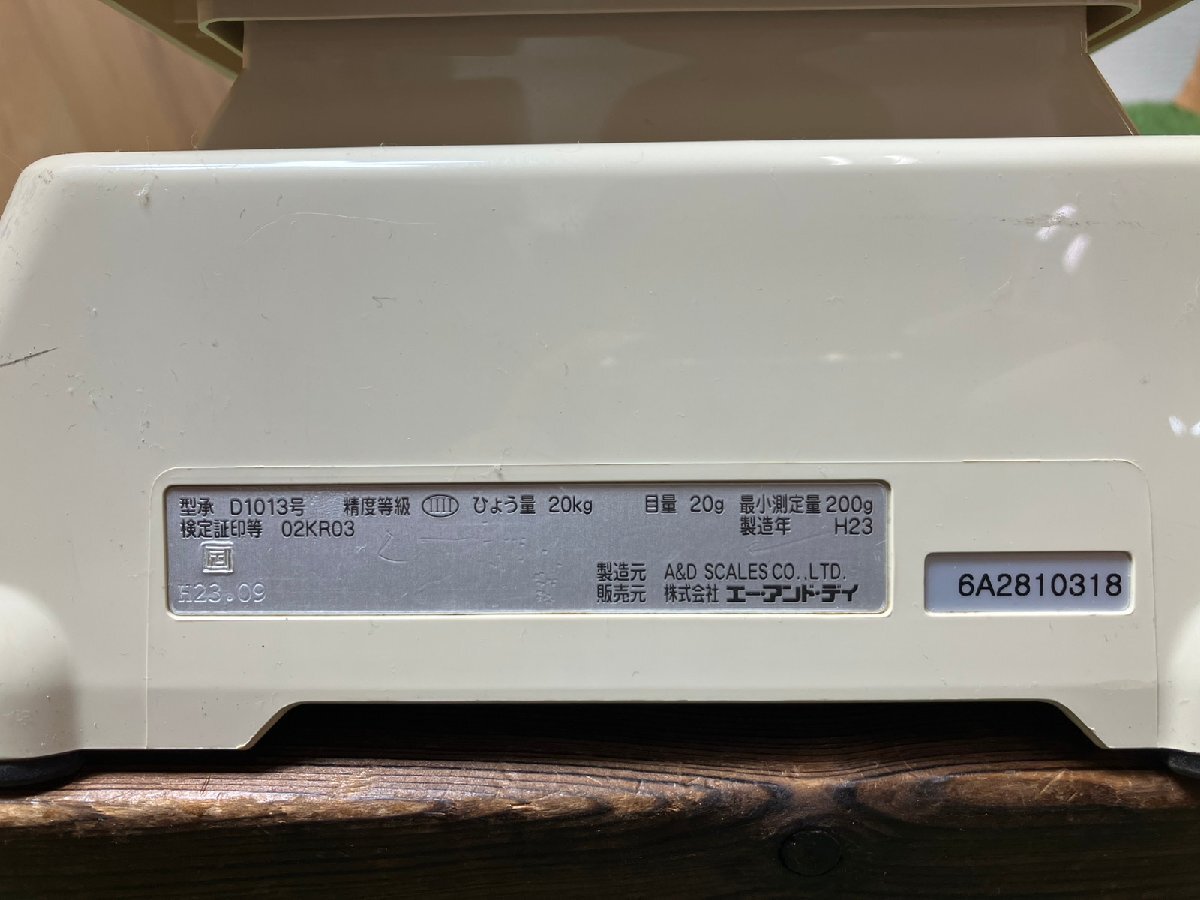 型承 D1013号 精度等級 IIII ひょう量 20kg 目量 20g 最小測定量 200g
検定証印等 02KR03 製造年 H23
H23.09
製造元 A&D SCALES CO.,LTD.
販売元 株式会社 エー・アンド・デイ
6A2810318